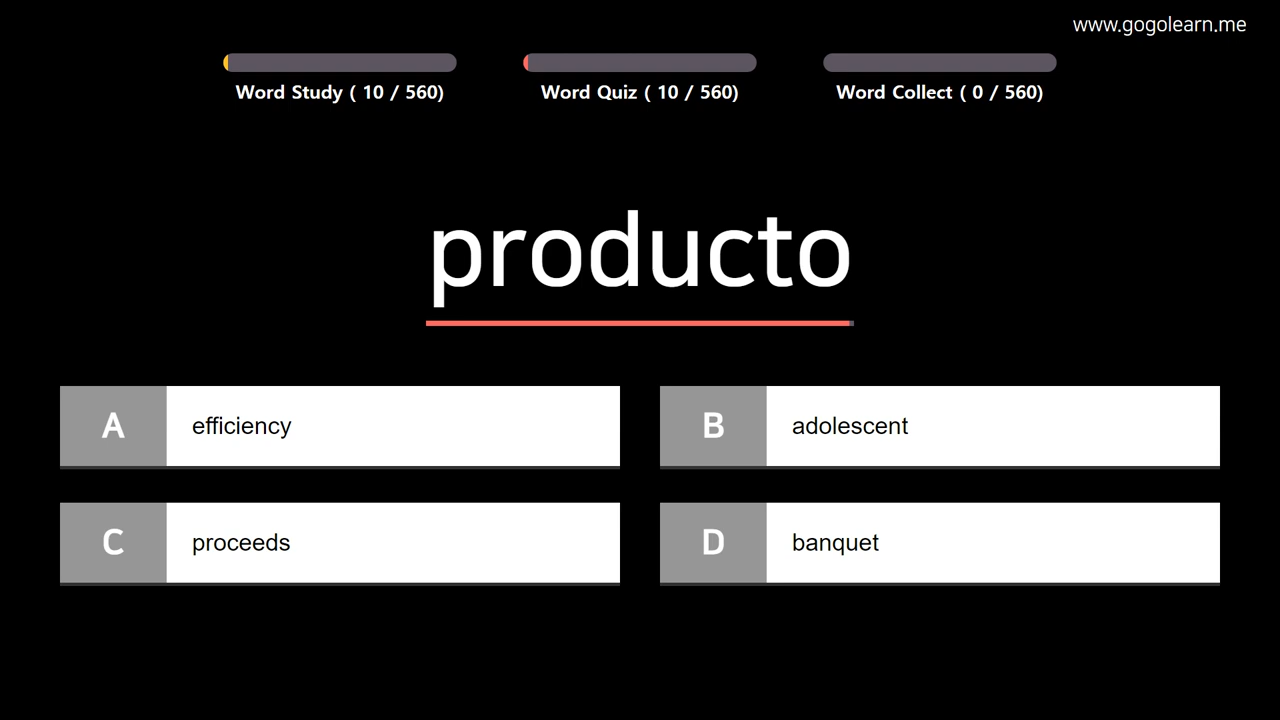 www.gogolearn.me
Word Study ( 10 / 560)
Word Quiz ( 10 / 560)
Word Collect ( 0 / 560)
producto
A efficiency
B adolescent
C proceeds
D banquet